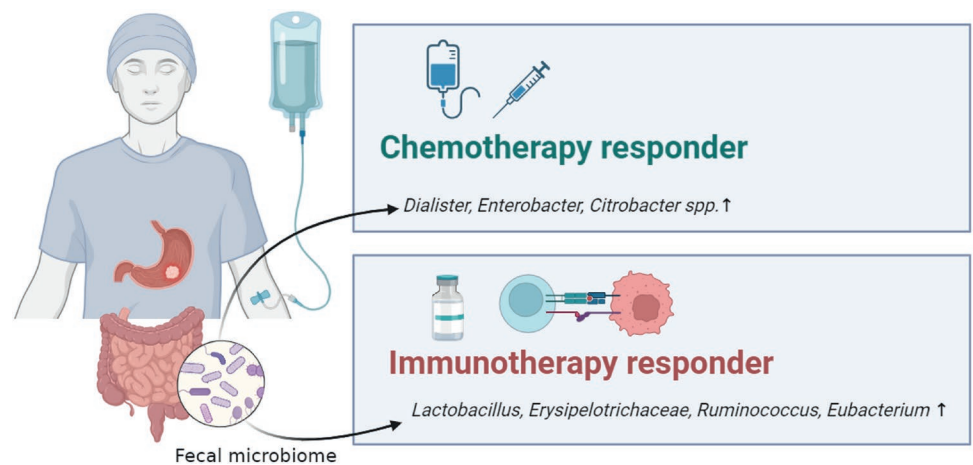 Chemotherapy responder
Dialister, Enterobacter, Citrobacter spp.↑
Immunotherapy responder
Lactobacillus, Erysipelotrichaceae, Ruminococcus, Eubacterium ↑
Fecal microbiome